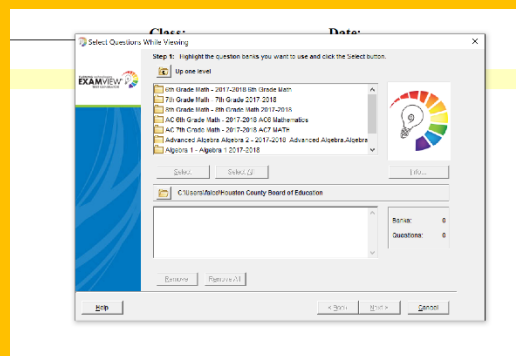 Class: Date:
Select Questions While Viewing
Step 1: Highlight the question banks you want to use and click the Select button.
Up one level
EXAMVIEW
6th Grade Math - 2017-2018 6th Grade Math
7th Grade Math - 7th Grade 2017-2018
8th Grade Math - 8th Grade Math 2017-2018
AC 6th Grade Math - 2017-2018 AC6 Mathematics
AC 7th Grade Math - 2017-2018 AC7 MATH
Advanced Algebra Algebra 2 - 2017-2018 Advanced Algebra.Algebra
Algebra 1 - Algebra 1 2017-2018
Select Select All Info...
Houston County Board of Education
Banks: 0
Questions: 0
Remove Remove All
Help < Back Next > Cancel